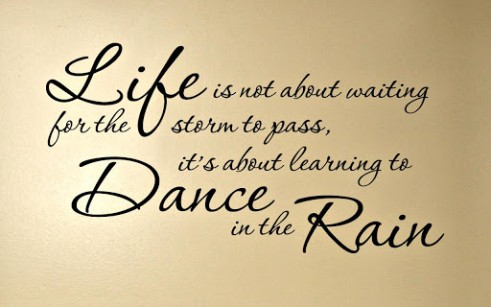 Life is not about waiting
for the storm to pass,
it's about learning to
Dance
in the Rain